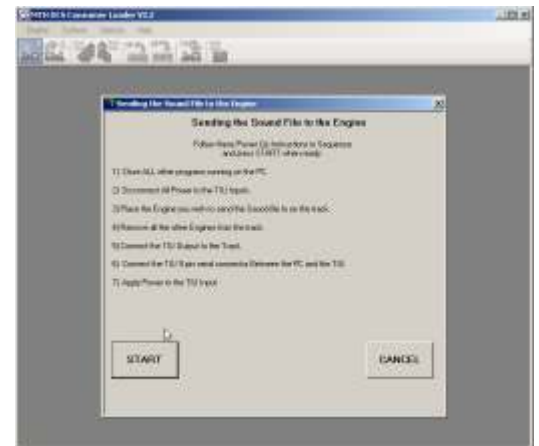 MTH DCS Consumer Loader V2.2
Help
Sending the Sound File to the Engine
Sending the Sound File to the Engine
Follow these Power Up Instructions in Sequence
and press START when ready
1) Close ALL other programs running on the PC.
2) Disconnect All Power to the TIU Inputs.
3) Place the Engine you wish to send the Sound file to on the track.
4) Remove all the other Engines from the track.
5) Connect the TIU Output to the Track.
6) Connect the TIU 9 pin serial connector Between the PC and the TIU.
7) Apply Power to the TIU Input
START
CANCEL